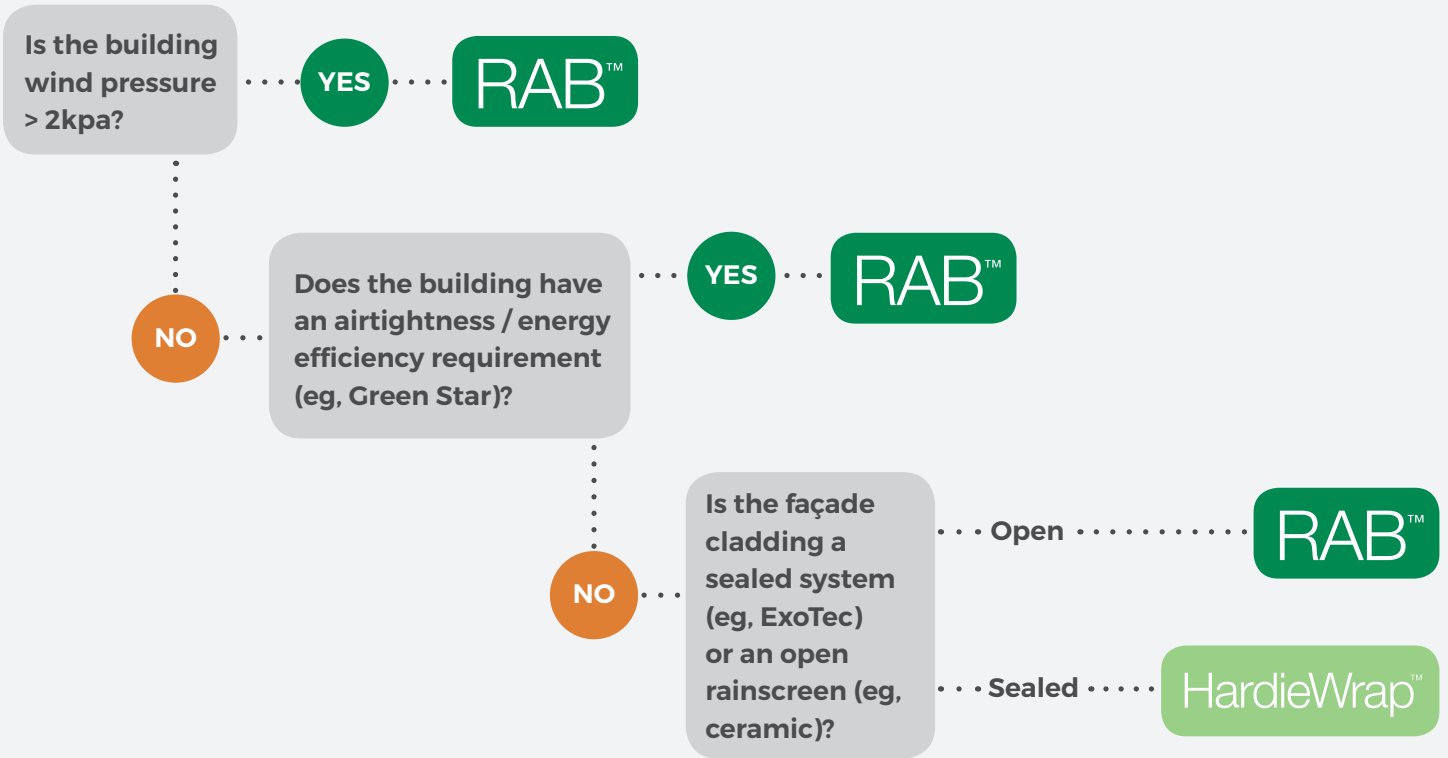 Is the building
wind pressure
> 2kpa?
YES
RAB™
NO
Does the building have
an airtightness / energy
efficiency requirement
(eg, Green Star)?
YES
RAB™
NO
Is the façade
cladding a
sealed system
(eg, ExoTec)
or an open
rainscreen (eg,
ceramic)?
Open
RAB™
Sealed
HardieWrap™